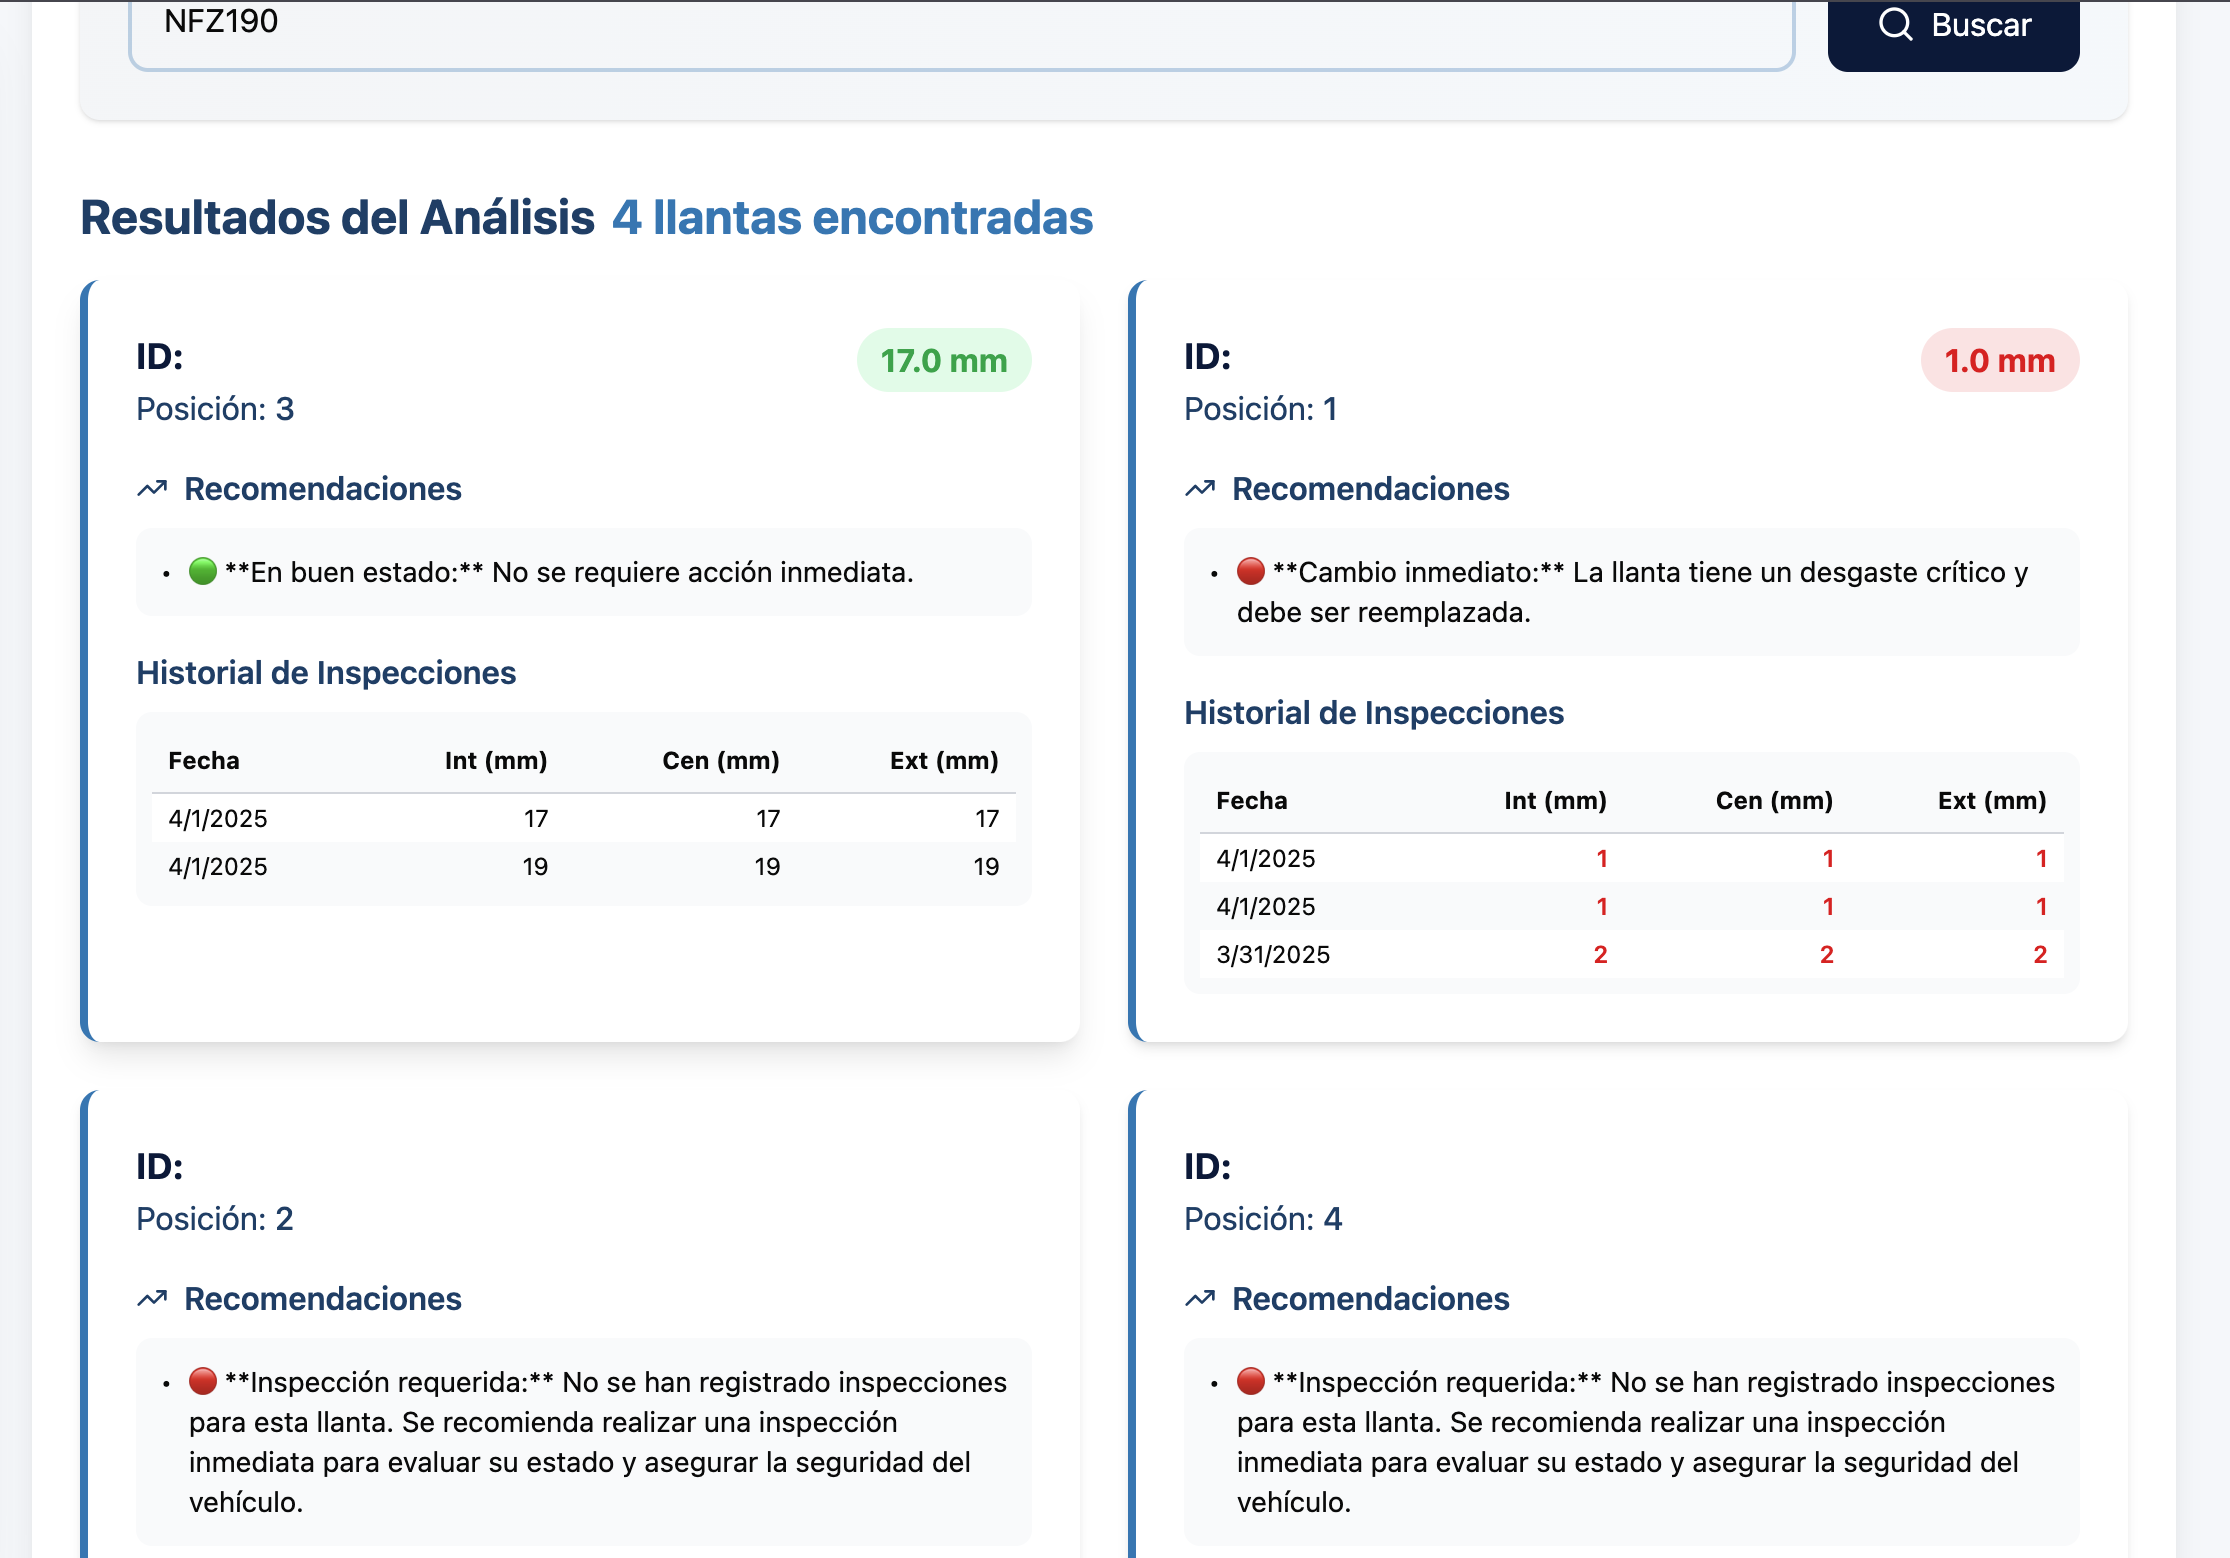 NFZ190
Buscar
Resultados del Análisis 4 llantas encontradas
ID:
17.0 mm
Posición: 3
Recomendaciones
• 🟢 **En buen estado:** No se requiere acción inmediata.
Historial de Inspecciones
Fecha Int (mm) Cen (mm) Ext (mm)
4/1/2025 17 17 17
4/1/2025 19 19 19
ID:
1.0 mm
Posición: 1
Recomendaciones
• 🔴 **Cambio inmediato:** La llanta tiene un desgaste crítico y
debe ser reemplazada.
Historial de Inspecciones
Fecha Int (mm) Cen (mm) Ext (mm)
4/1/2025 1 1 1
4/1/2025 1 1 1
3/31/2025 2 2 2
ID:
Posición: 2
Recomendaciones
• 🔴 **Inspección requerida:** No se han registrado inspecciones
para esta llanta. Se recomienda realizar una inspección
inmediata para evaluar su estado y asegurar la seguridad del
vehículo.
ID:
Posición: 4
Recomendaciones
• 🔴 **Inspección requerida:** No se han registrado inspecciones
para esta llanta. Se recomienda realizar una inspección
inmediata para evaluar su estado y asegurar la seguridad del
vehículo.